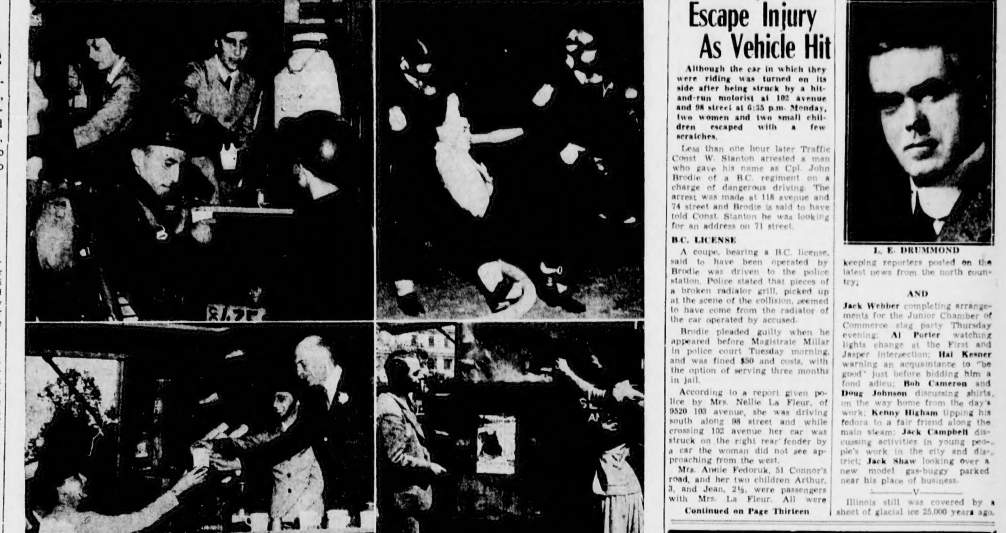 Escape Injury
As Vehicle Hit
Although the car in which they
were riding was turned on its
side after being struck by a hit-
and-run motorist at 102 avenue
and 98 street at 6:35 p.m. Monday,
two women and two small chil-
dren escaped with a few
scratches.
Less than one hour later Traffic
Const W. Stanton arrested a man
who gave his name as Cpl. John
Brodie of a B.C. regiment on a
charge of dangerous driving. The
arrest was made at 118 avenue and
74 street and Brodie is said to have
told Const. Stanton he was looking
for an address on 71 street.
B.C. LICENSE
A coupe, bearing a B.C. license,
said to have been operated by
Brodie was driven to the police
station. Police stated that pieces of
a broken radiator grill, picked up
at the scene of the collision, seemed
to have come from the radiator of
the car operated by accused.
Brodie pleaded guilty when he
appeared before Magistrate Millar
in police court Tuesday morning,
and was fined $50 and costs, with
the option of serving three months
in jail.
According to a report given po-
lice by Mrs. Nellie La Fleur, of
9520 103 avenue, she was driving
south along 98 street and while
crossing 102 avenue her car was
struck on the right rear fender by
a car the woman did not see ap-
proaching from the west.
Mrs. Annie Fedoruk, 51 Connor's
road, and her two children Arthur,
3, and Jean, 2½, were passengers
with Mrs. La Fleur. All were
Continued on Page Thirteen
L. E. DRUMMOND
keeping reporters posted on the
latest news from the north coun-
try;
AND
Jack Webber completing arrange-
ments for the Junior Chamber of
Commerce stag party Thursday
evening; Al Porter watching
lights change at the First and
Jasper intersection; Hal Kesner
warning an acquaintance to "be
good" just before bidding him a
fond adieu; Bob Cameron and
Doug Johnson discussing shirts,
on the way home from the day's
work; Kenny Higham tipping his
fedora to a fair friend along the
main steam; Jack Campbell dis-
cussing activities in young peo-
ple's work in the city and dis-
trict; Jack Shaw looking over a
new model gas-buggy parked
near his place of business.
V
Illinois still was covered by a
sheet of glacial ice 25,000 years ago.